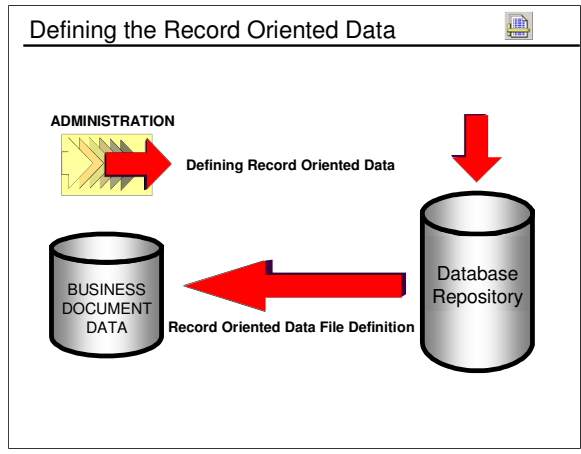 Defining the Record Oriented Data
ADMINISTRATION
Defining Record Oriented Data
Database
Repository
BUSINESS
DOCUMENT
DATA
Record Oriented Data File Definition